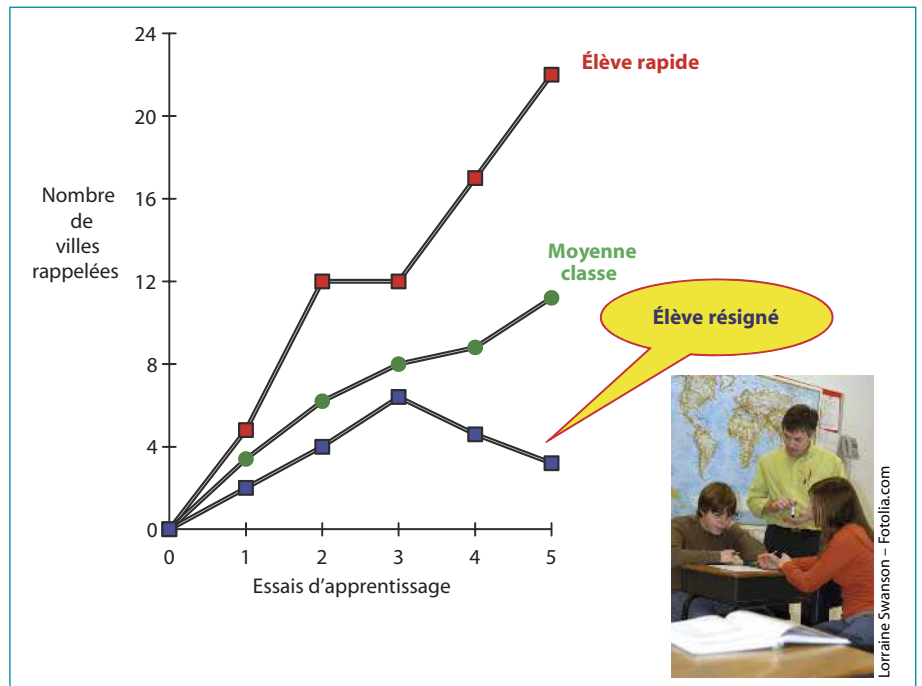 24
20
16
12
8
4
0
Nombre
de
villes
rappelées
Élève rapide
Moyenne
classe
Élève résigné
0 1 2 3 4 5
Essais d’apprentissage
Lorraine Swanson – Fotolia.com